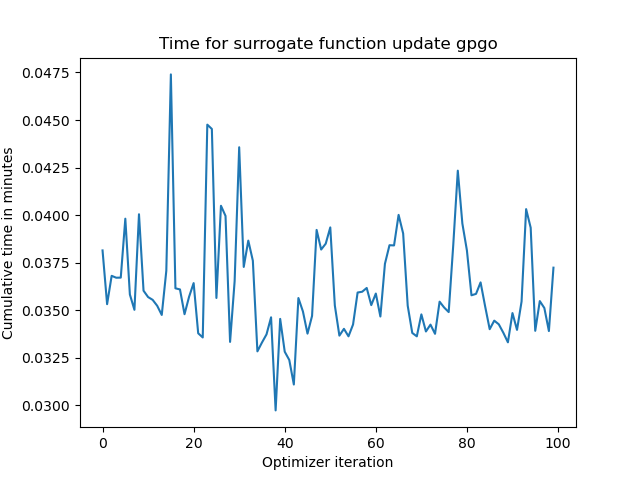 Time for surrogate function update gpgo
Cumulative time in minutes
0.0475
0.0450
0.0425
0.0400
0.0375
0.0350
0.0325
0.0300
0 20 40 60 80 100
Optimizer iteration